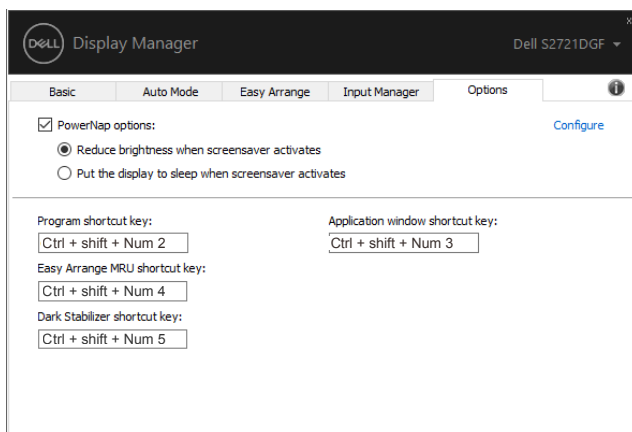 DELL Display Manager Dell S2721DGF
Basic Auto Mode Easy Arrange Input Manager Options
PowerNap options: Configure
Reduce brightness when screensaver activates
Put the display to sleep when screensaver activates
Program shortcut key: Application window shortcut key:
Ctrl + shift + Num 2 Ctrl + shift + Num 3
Easy Arrange MRU shortcut key:
Ctrl + shift + Num 4
Dark Stabilizer shortcut key:
Ctrl + shift + Num 5